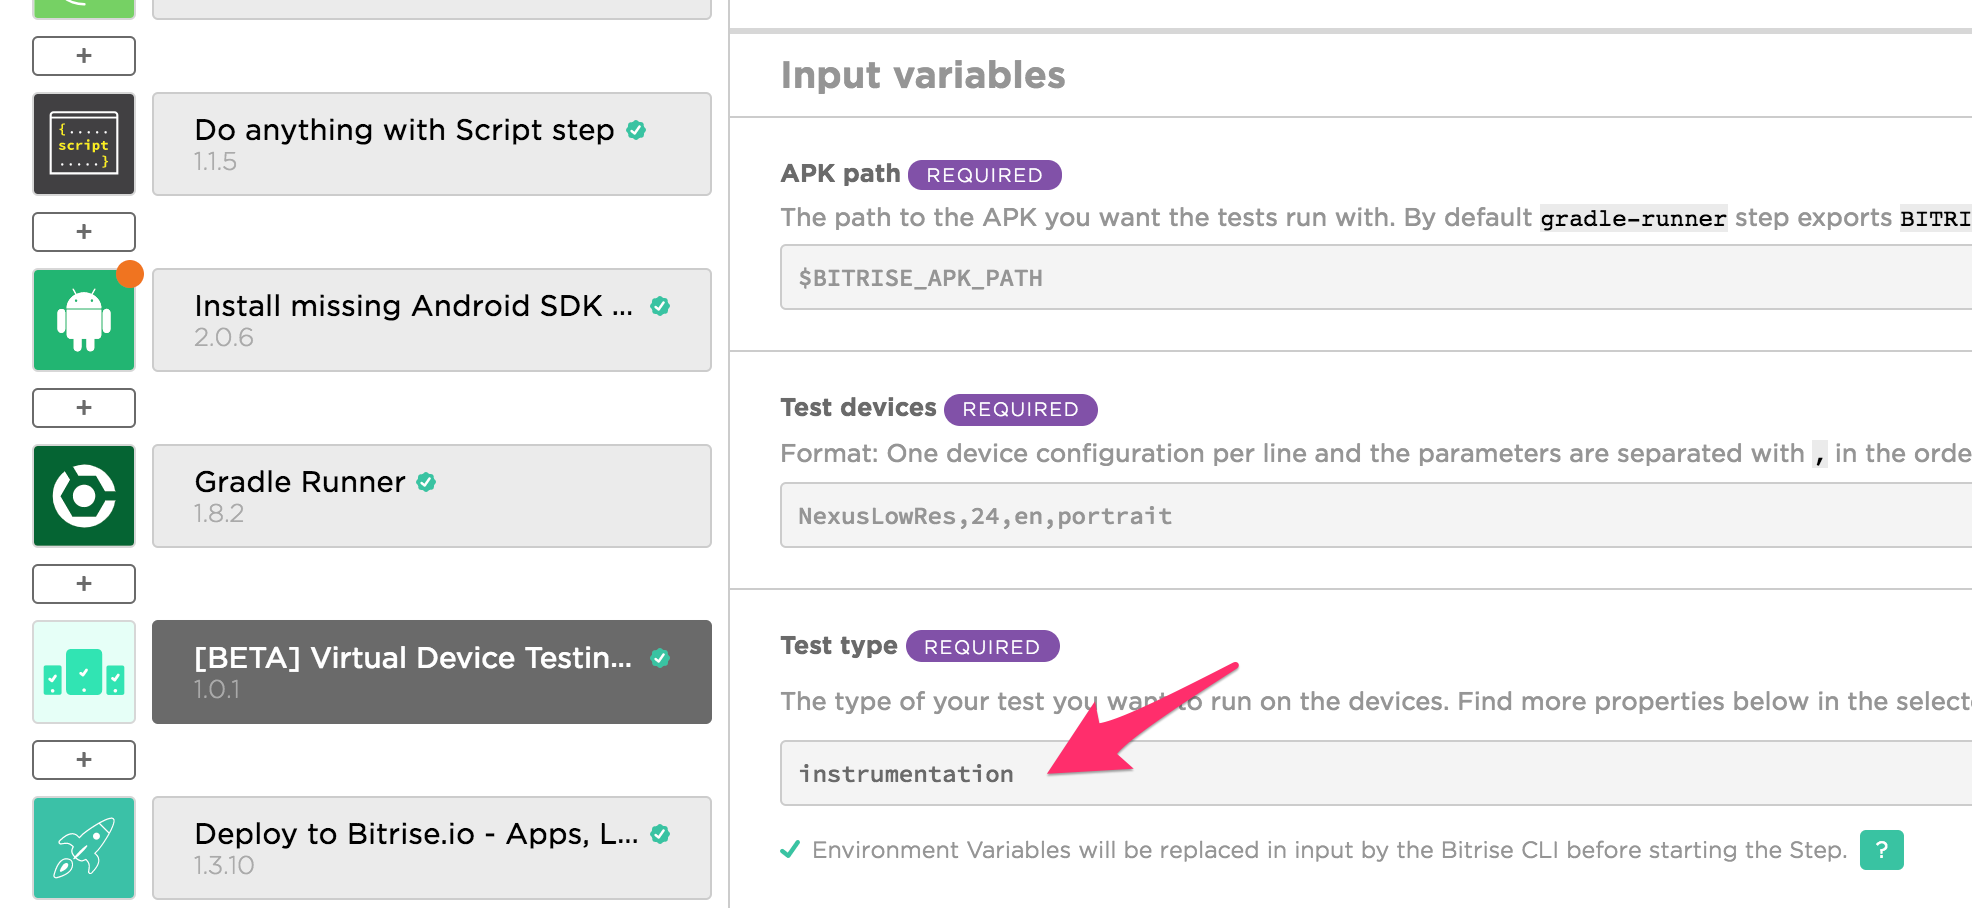 +
{.....
script
.....}
Do anything with Script step
1.1.5
+
Install missing Android SDK ...
2.0.6
+
Gradle Runner
1.8.2
+
[BETA] Virtual Device Testin...
1.0.1
+
Deploy to Bitrise.io - Apps, L...
1.3.10
Input variables
APK path REQUIRED
The path to the APK you want the tests run with. By default gradle-runner step exports BITRI
$BITRISE_APK_PATH
Test devices REQUIRED
Format: One device configuration per line and the parameters are separated with , in the orde
NexusLowRes,24,en,portrait
Test type REQUIRED
The type of your test you want to run on the devices. Find more properties below in the select
instrumentation
Environment Variables will be replaced in input by the Bitrise CLI before starting the Step. ?